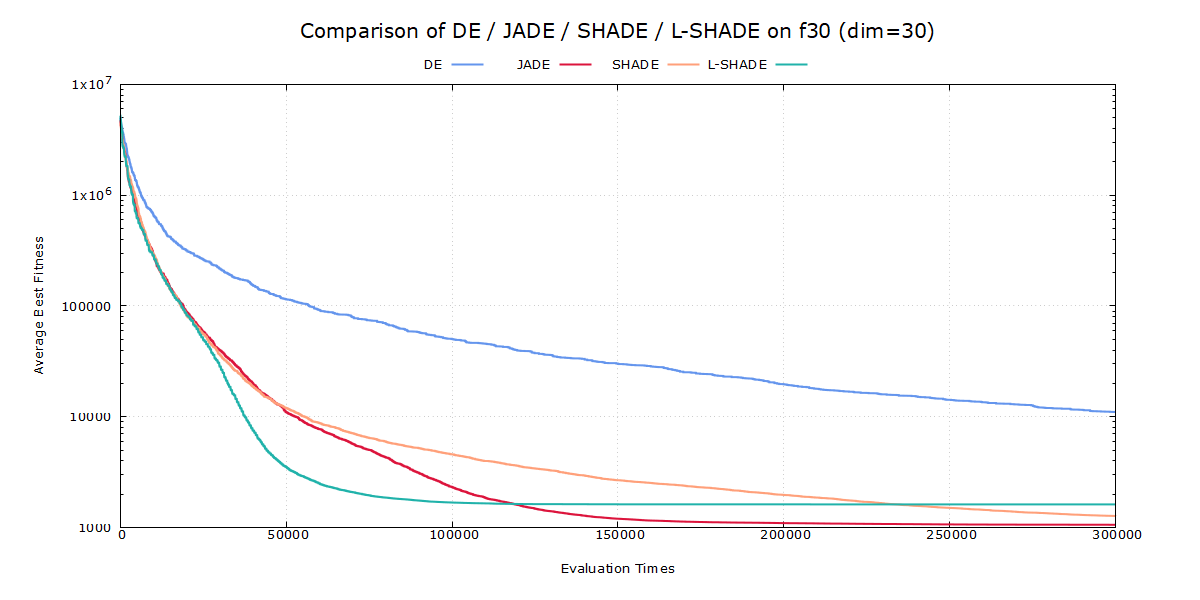 Comparison of DE / JADE / SHADE / L-SHADE on f30 (dim=30)
DE JADE SHADE L-SHADE
1x10^7
1x10^6
100000
10000
1000
Average Best Fitness
0 50000 100000 150000 200000 250000 300000
Evaluation Times